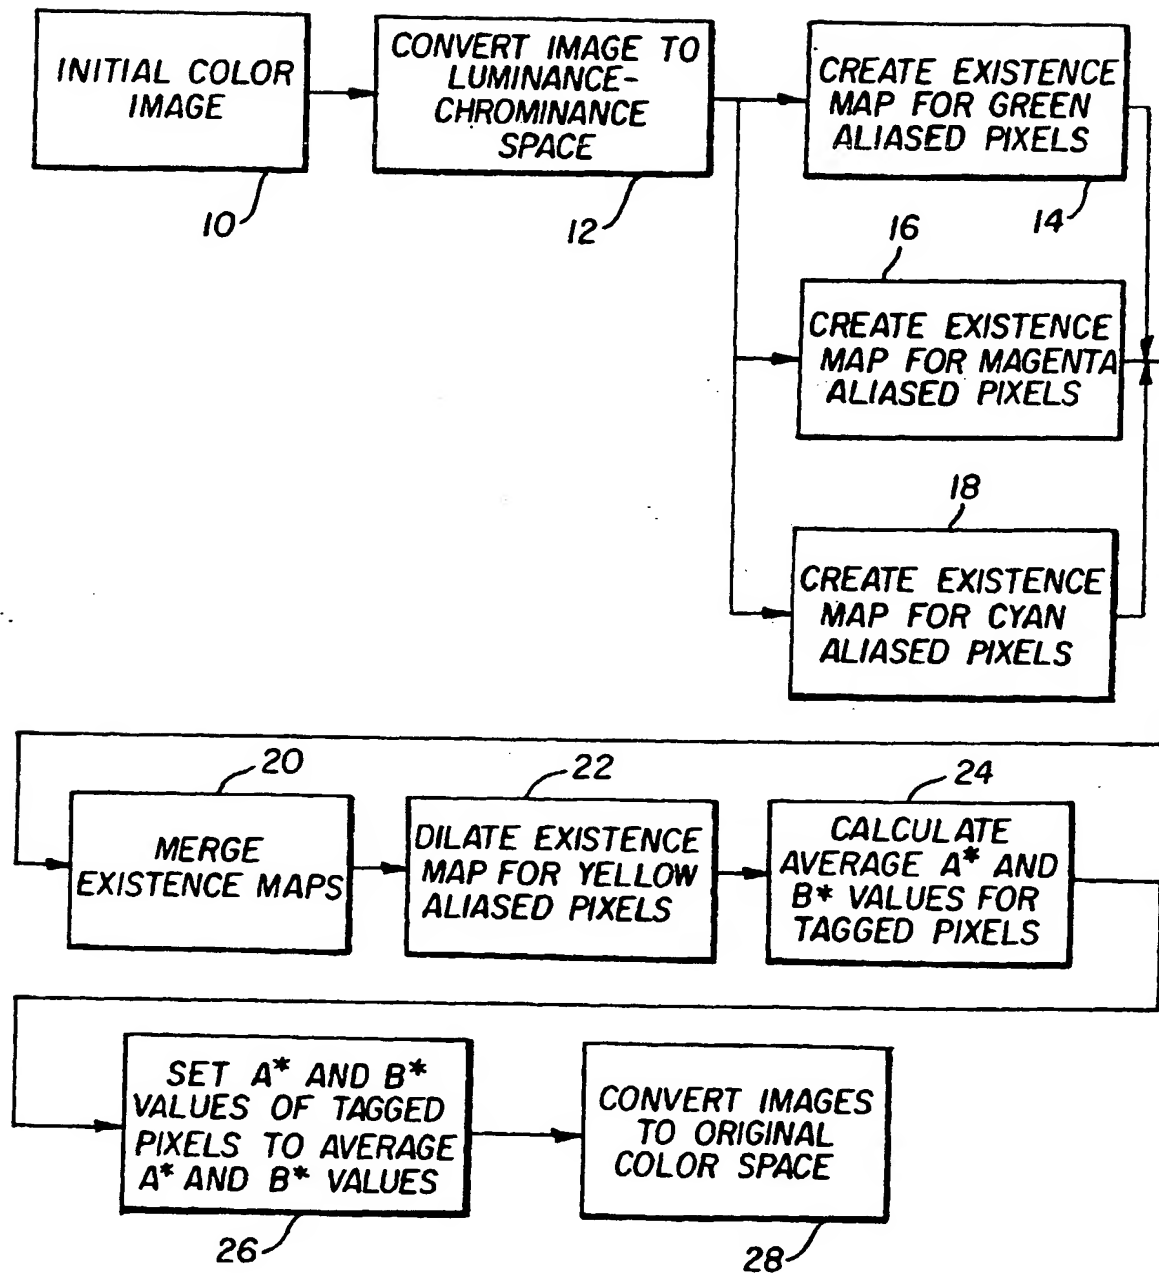 INITIAL COLOR
IMAGE
10
CONVERT IMAGE TO
LUMINANCE-
CHROMINANCE
SPACE
12
CREATE EXISTENCE
MAP FOR GREEN
ALIASED PIXELS
14
16
CREATE EXISTENCE
MAP FOR MAGENTA
ALIASED PIXELS
18
CREATE EXISTENCE
MAP FOR CYAN
ALIASED PIXELS
20
MERGE
EXISTENCE MAPS
22
DILATE EXISTENCE
MAP FOR YELLOW
ALIASED PIXELS
24
CALCULATE
AVERAGE A* AND
B* VALUES FOR
TAGGED PIXELS
SET A* AND B*
VALUES OF TAGGED
PIXELS TO AVERAGE
A* AND B* VALUES
26
CONVERT IMAGES
TO ORIGINAL
COLOR SPACE
28